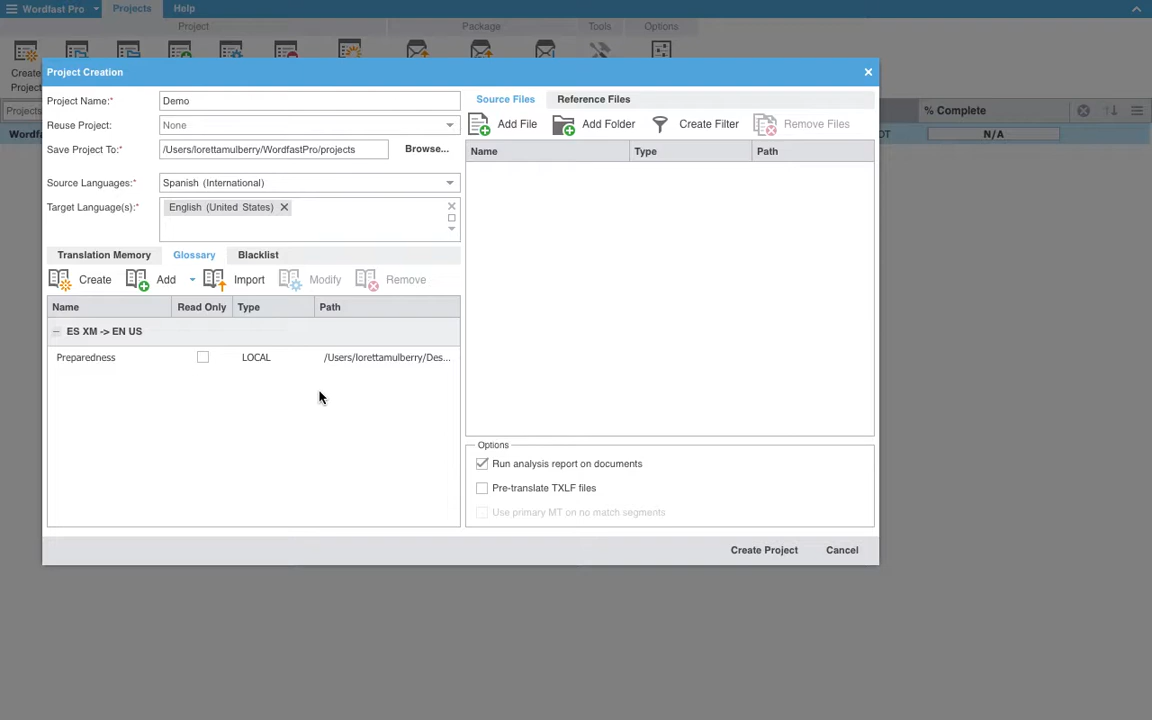 Wordfast Pro Projects Help
Project Package Tools Options
Create
Project
Projects
% Complete
Wordfa
DT N/A
Project Creation
Project Name:* Demo
Reuse Project: None
Save Project To:* /Users/lorettamulberry/WordfastPro/projects Browse...
Source Languages:* Spanish (International)
Target Language(s):* English (United States)
Translation Memory Glossary Blacklist
Create Add Import Modify Remove
Name Read Only Type Path
ES XM -> EN US
Preparedness LOCAL /Users/lorettamulberry/Des...
Source Files Reference Files
Add File Add Folder Create Filter Remove Files
Name Type Path
Options
Run analysis report on documents
Pre-translate TXLF files
Use primary MT on no match segments
Create Project Cancel